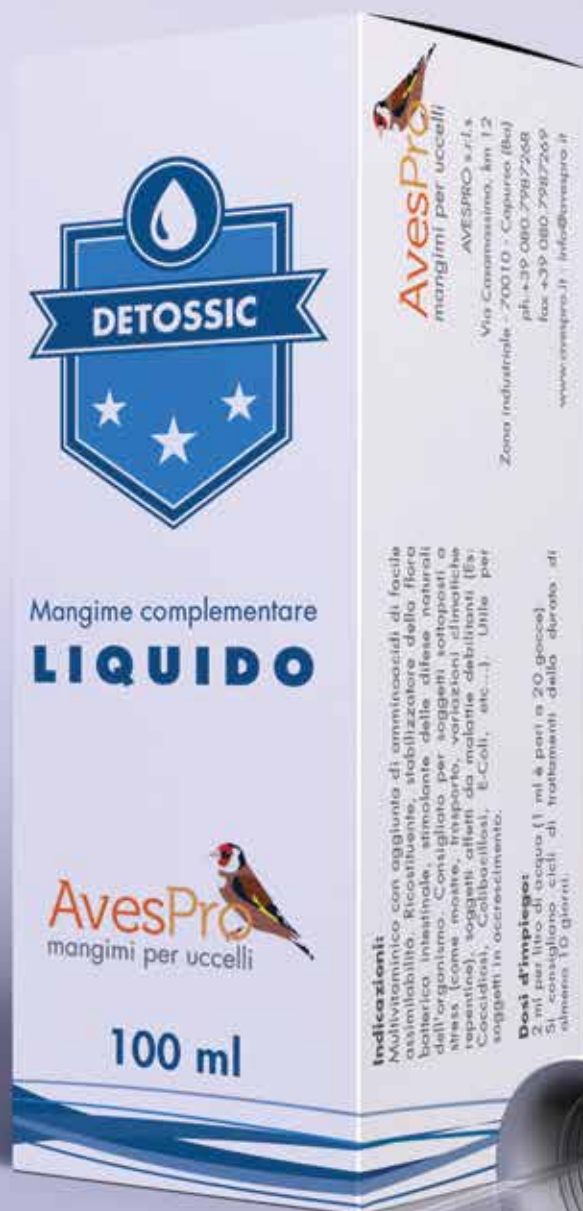 DETOSSIC
Mangime complementare
LIQUIDO
AvesPro
mangimi per uccelli
100 ml
AvesPro
mangimi per uccelli
AVESPRO s.r.l.s
Via Casamassima, km 12
Zona industriale - 70010 - Capurso (Ba)
ph.+39 080.7987268
fax +39 080.7987269
www.avespro.it - info@avespro.it
Indicazioni:
Multivitaminico con aggiunta di amminoacidi di facile
assimilabilità. Ricostituente, stabilizzatore della flora
batterica intestinale, stimolante delle difese naturali
dell'organismo. Consigliato per soggetti sottoposti a
stress (come mostre, trasporto, variazioni climatiche
repentine), soggetti affetti da malattie debilitanti (Es:
Coccidiosi, Colibacillosi, E-Coli, etc...). Utile per
soggetti in accrescimento.
Dosi d'impiego:
2 ml per litro di acqua (1 ml è pari a 20 gocce).
Si consigliano cicli di trattamenti della durata di
almeno 10 giorni.